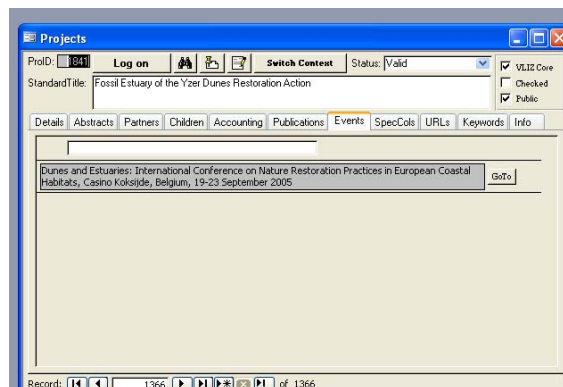 Projects
ProID: 1841 Log on Switch Context Status: Valid
VLIZ Core
Checked
Public
StandardTitle: Fossil Estuary of the Yzer Dunes Restoration Action
Details Abstracts Partners Children Accounting Publications Events SpecCols URLs Keywords Info
Dunes and Estuaries: International Conference on Nature Restoration Practices in European Coastal
Habitats, Casino Koksijde, Belgium, 19-23 September 2005
GoTo
Record: 1366 of 1366